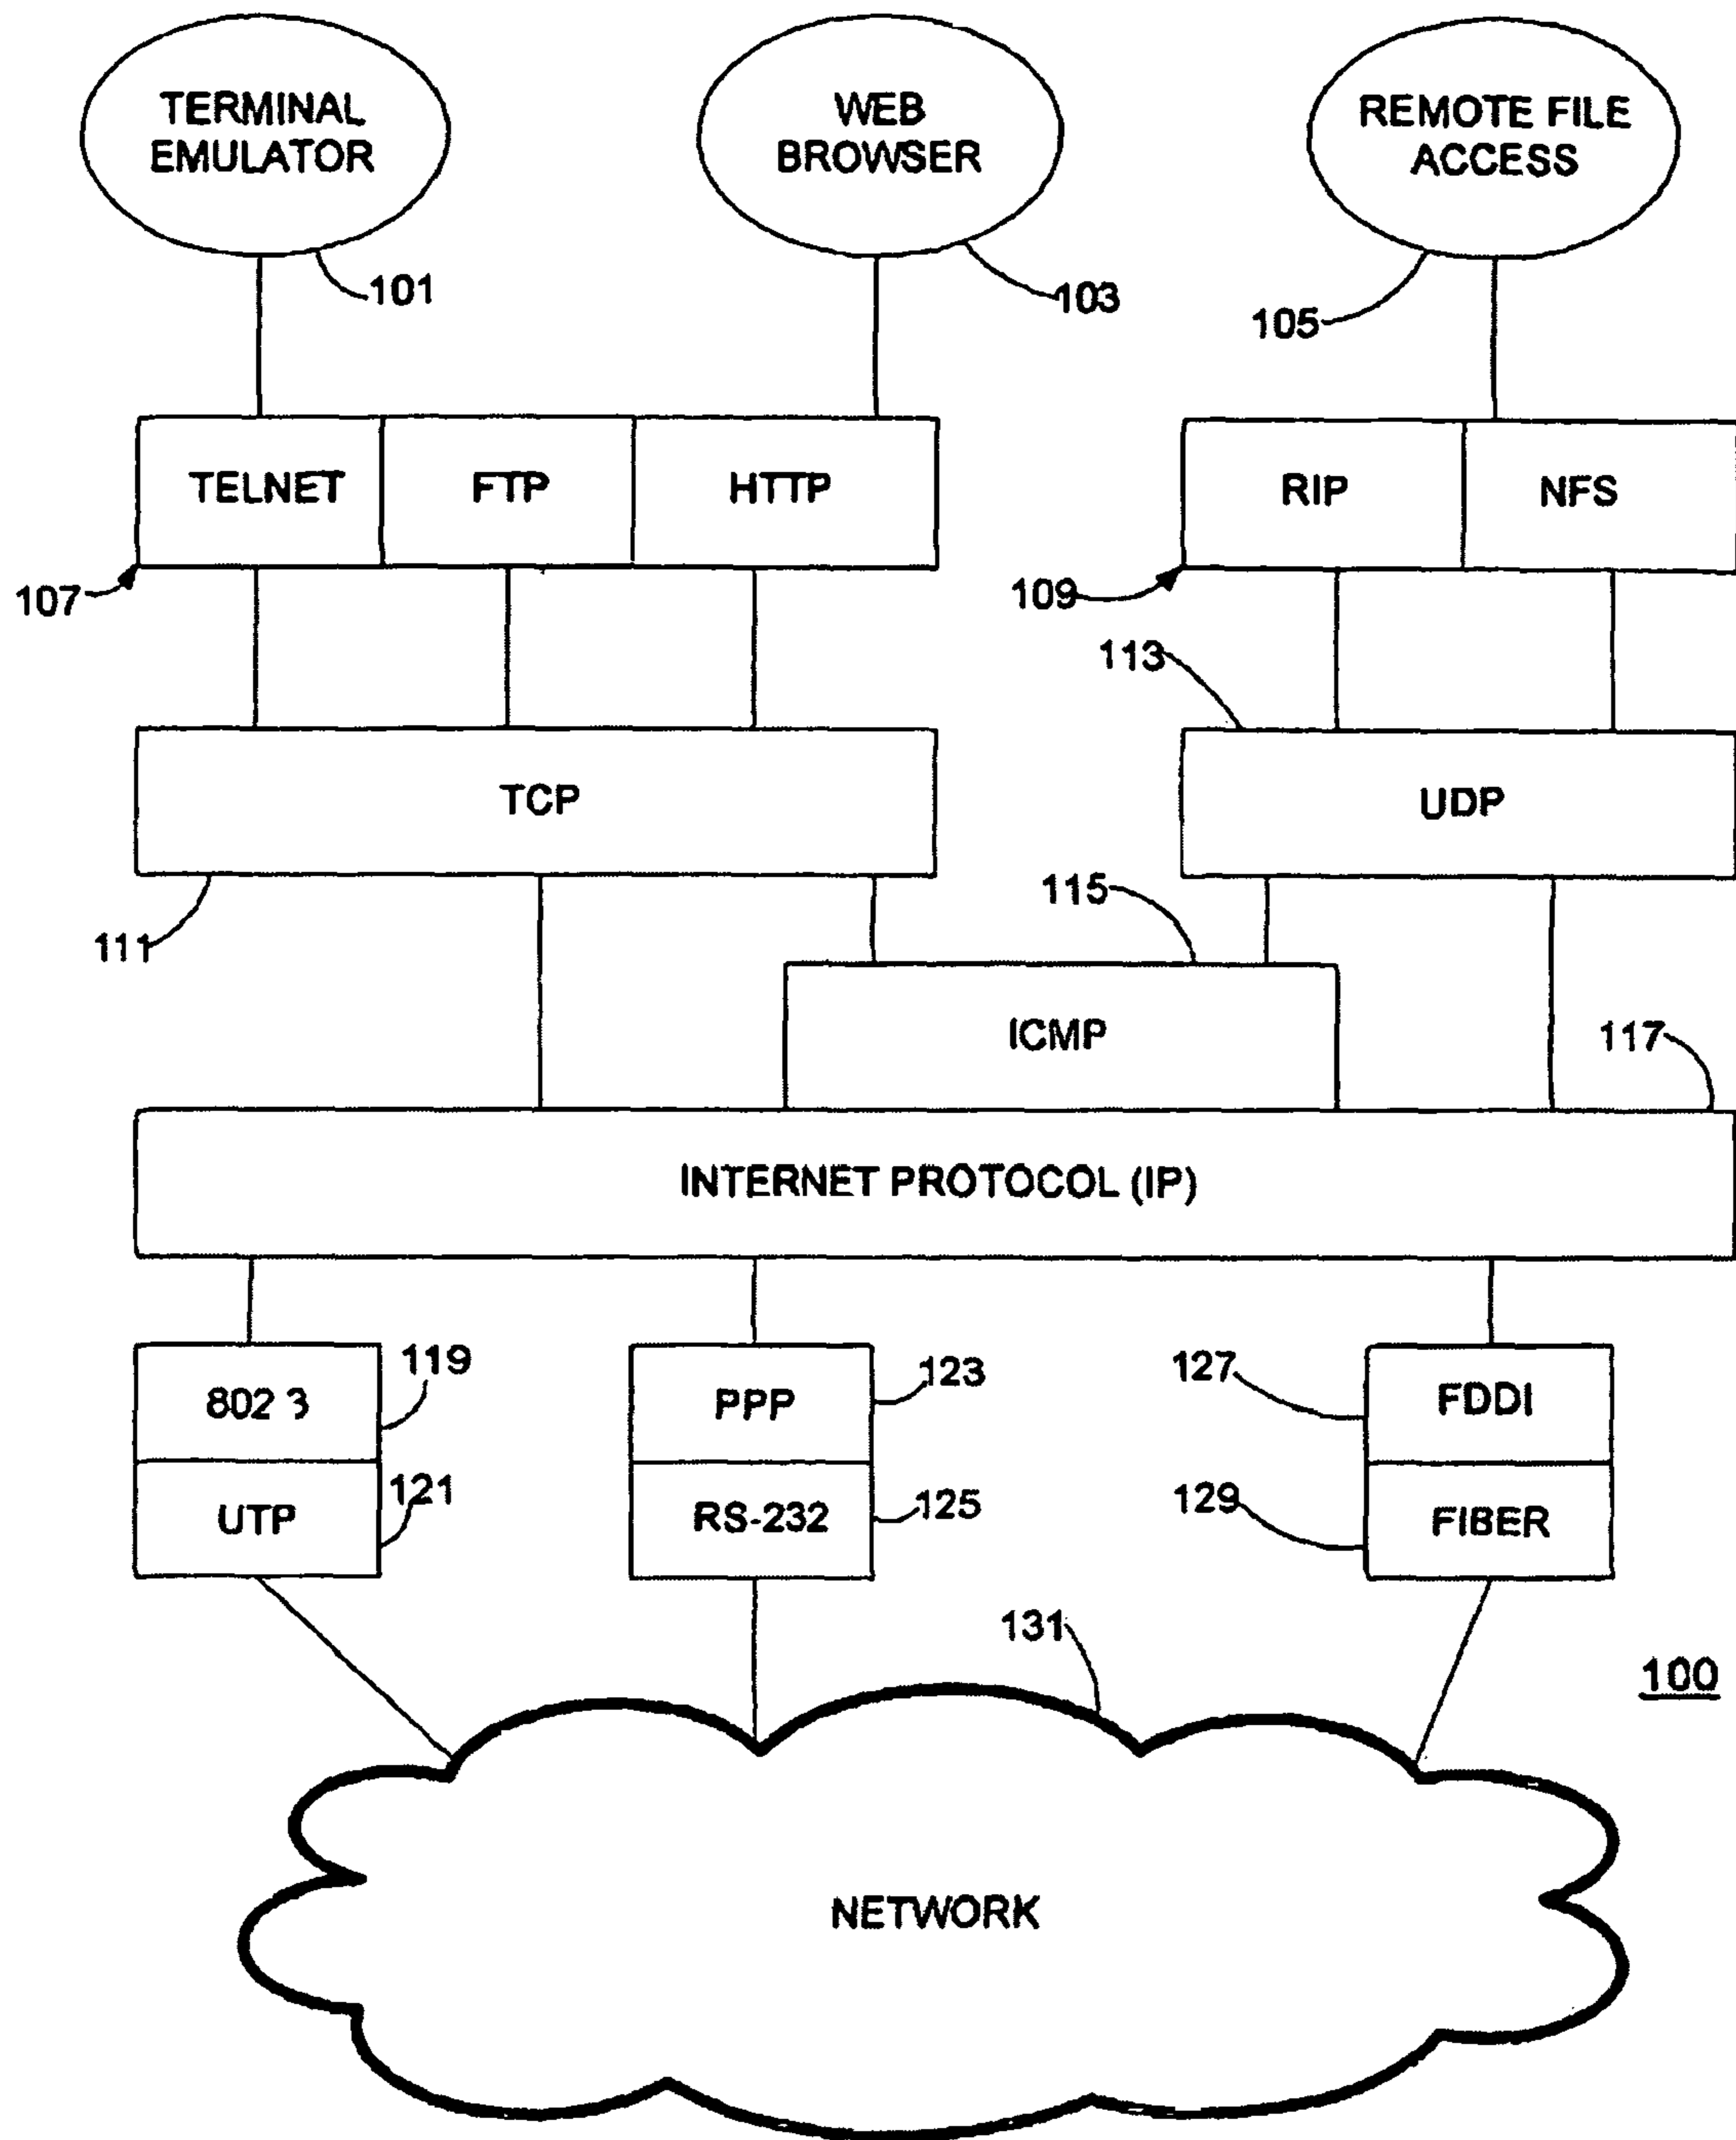 TERMINAL
EMULATOR
WEB
BROWSER
REMOTE FILE
ACCESS
101
103
105
TELNET
FTP
HTTP
RIP
NFS
107
109
113
TCP
UDP
111
115
ICMP
117
INTERNET PROTOCOL (IP)
802 3
119
PPP
123
127
FDDI
UTP
121
RS-232
125
129
FIBER
131
100
NETWORK